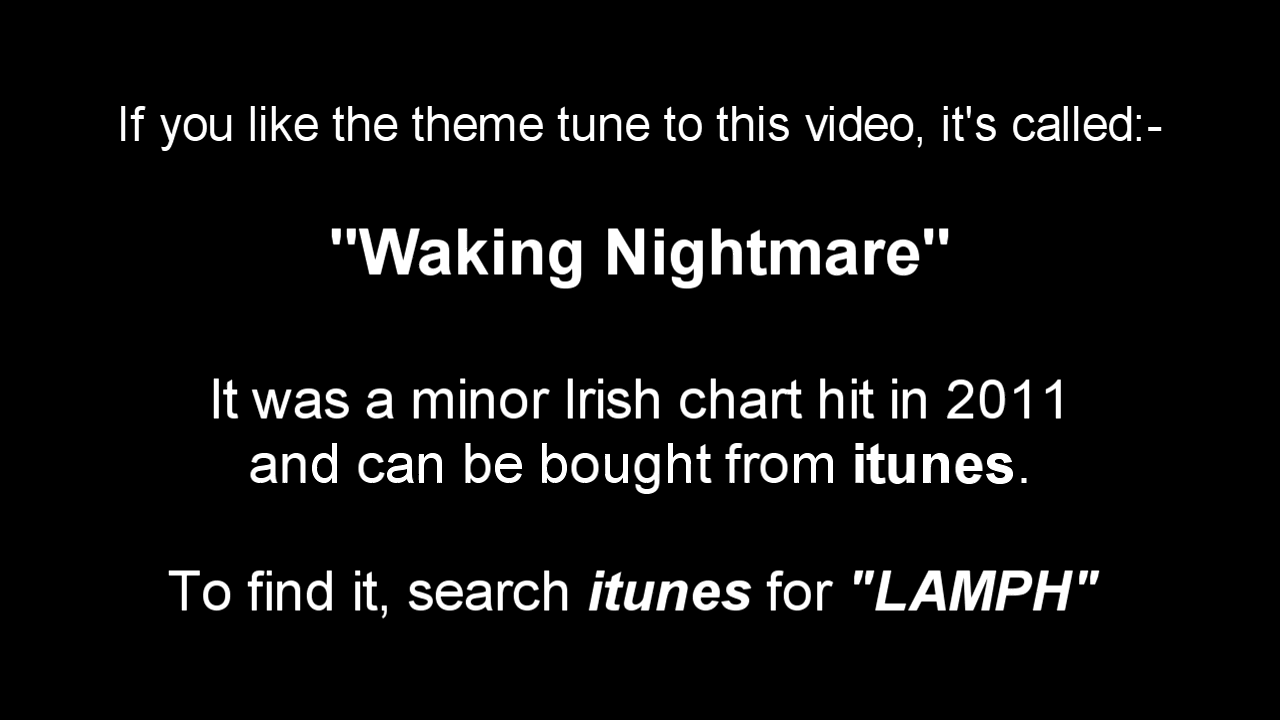 If you like the theme tune to this video, it's called:-
"Waking Nightmare"
It was a minor Irish chart hit in 2011
and can be bought from itunes.
To find it, search itunes for "LAMPH"